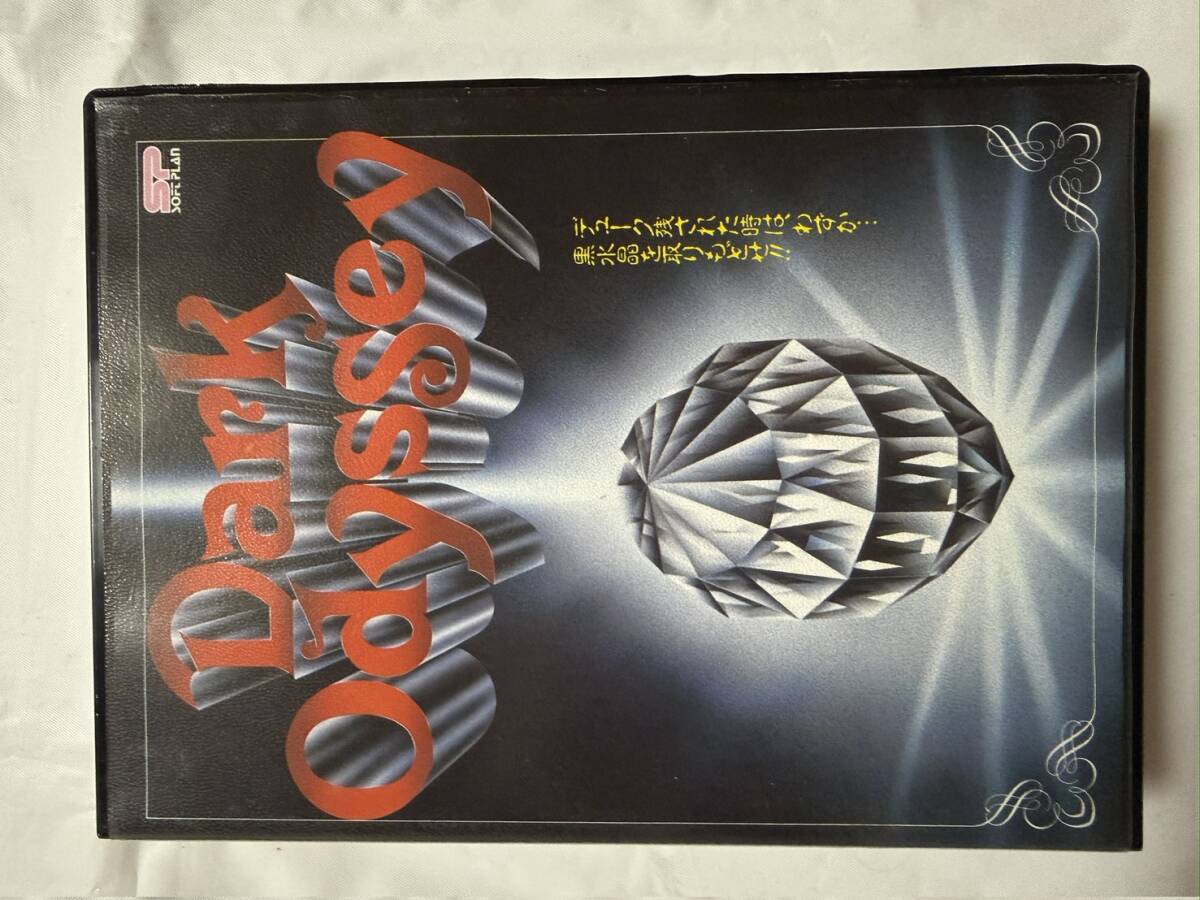 SP
SOFT PLAN
Dark
Odyssey
デューク残された時は、わずか…
黒水晶を取りもどせ!!